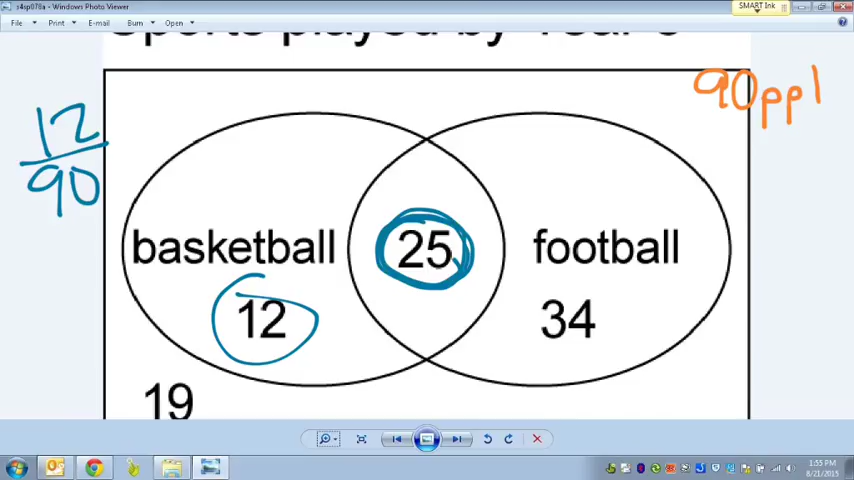 s4sp078a - Windows Photo Viewer
SMART Ink
File Print E-mail Burn Open
Sports played by Year
90ppl
12
90
basketball
25
football
12
34
19
1:55 PM
8/21/2015